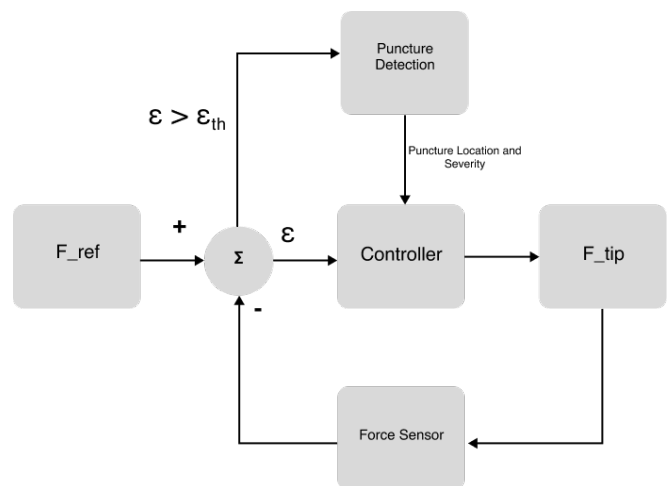 Puncture
Detection
ε > ε_th
Puncture Location and
Severity
F_ref
+
Σ
ε
Controller
F_tip
-
Force Sensor